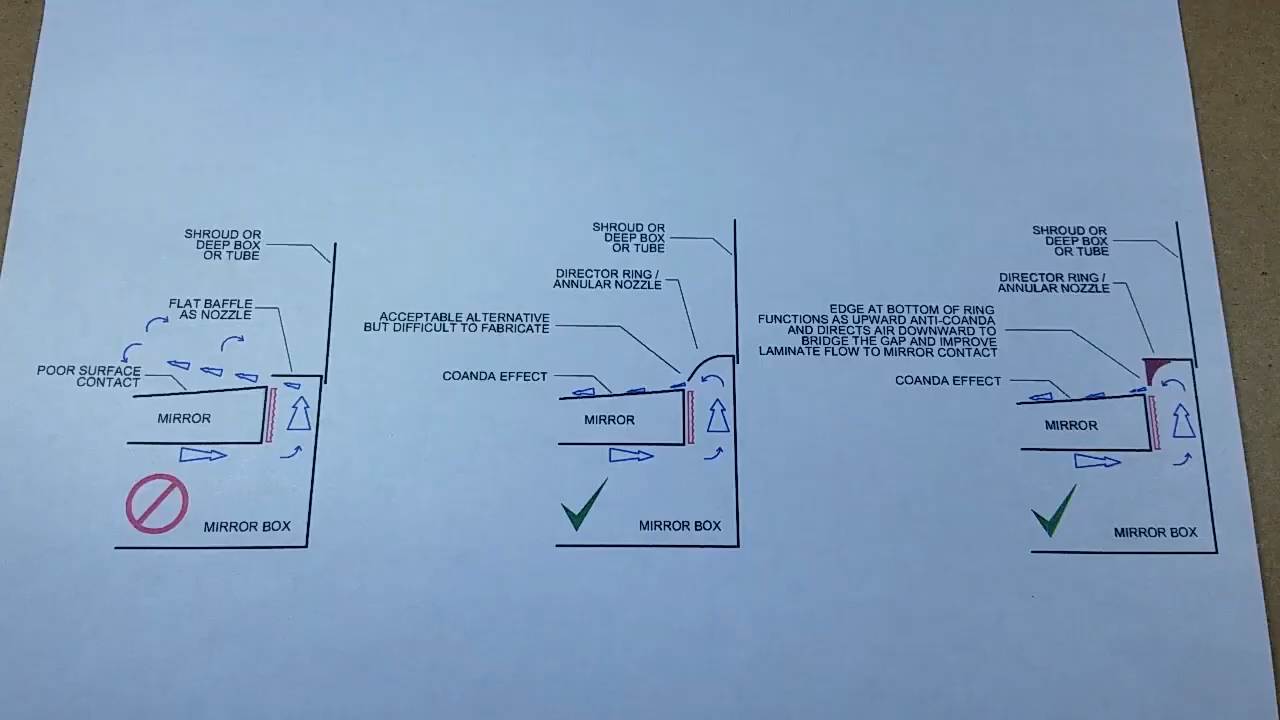 SHROUD OR
DEEP BOX
OR TUBE
FLAT BAFFLE
AS NOZZLE
POOR SURFACE
CONTACT
MIRROR
MIRROR BOX
SHROUD OR
DEEP BOX
OR TUBE
DIRECTOR RING /
ANNULAR NOZZLE
ACCEPTABLE ALTERNATIVE
BUT DIFFICULT TO FABRICATE
COANDA EFFECT
MIRROR
MIRROR BOX
SHROUD OR
DEEP BOX
OR TUBE
DIRECTOR RING /
ANNULAR NOZZLE
EDGE AT BOTTOM OF RING
FUNCTIONS AS UPWARD ANTI-COANDA
AND DIRECTS AIR DOWNWARD TO
BRIDGE THE GAP AND IMPROVE
LAMINATE FLOW TO MIRROR CONTACT
COANDA EFFECT
MIRROR
MIRROR BOX